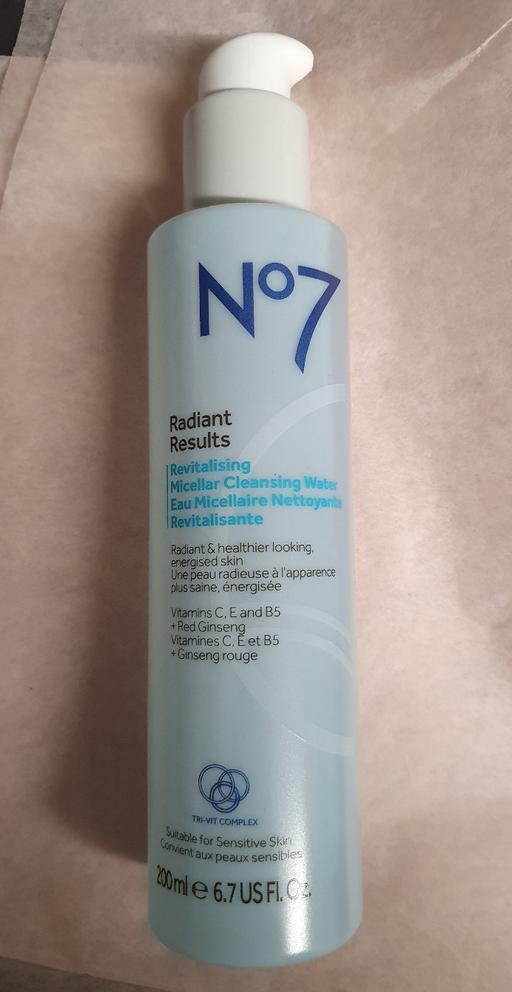 No7
Radiant
Results
Revitalising
Micellar Cleansing Water
Eau Micellaire Nettoyante
Revitalisante
Radiant & healthier looking,
energised skin
Une peau radieuse à l'apparence
plus saine, énergisée
Vitamins C, E and B5
+Red Ginseng
Vitamines C, E et B5
+Ginseng rouge
TRI-VIT COMPLEX
Suitable for Sensitive Skin
Convient aux peaux sensibles
200ml ℮ 6.7 US Fl. Oz.